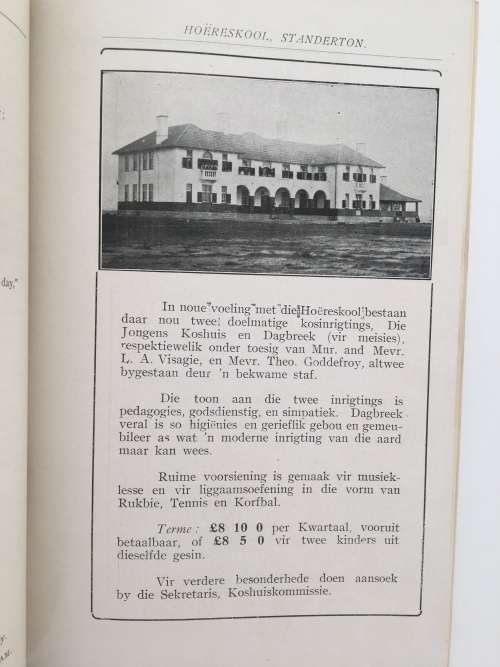 HOËRESKOOL, STANDERTON.
In noue voeling met die Hoëreskool bestaan
daar nou twee doelmatige kosinrigtings, Die
Jongens Koshuis en Dagbreek (vir meisies),
respektiewelik onder toesig van Mnr. and Mevr.
L. A. Visagie, en Mevr. Theo. Goddefroy, altwee
bygestaan deur 'n bekwame staf.
Die toon aan die twee inrigtings is
pedagogies, godsdienstig, en simpatiek. Dagbreek
veral is so higiënies en gerieflik gebou en gemeu-
bileer as wat 'n moderne inrigting van die aard
maar kan wees.
Ruime voorsiening is gemaak vir musiek-
lesse en vir liggaamsoefening in die vorm van
Rukbie, Tennis en Korfbal.
Terme: £8 10 0 per Kwartaal, vooruit
betaalbaar, of £8 5 0 vir twee kinders uit
dieselfde gesin.
Vir verdere besonderhede doen aansoek
by die Sekretaris, Koshuiskommissie.
day,"